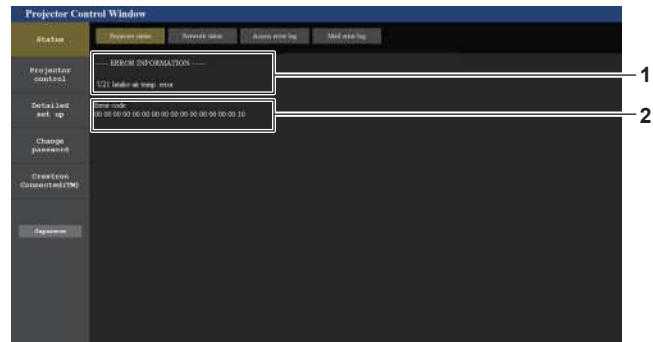 Projector Control Window
Status
Projector status
Network status
Access error log
Mail error log
Projector
control
Detailed
set up
Change
password
Crestron
Connected(TM)
Japanese
---- ERROR INFORMATION ----
U21 Intake air temp. error
Error code
00 00 00 00 00 00 00 00 00 00 00 00 00 00 00 10
1
2